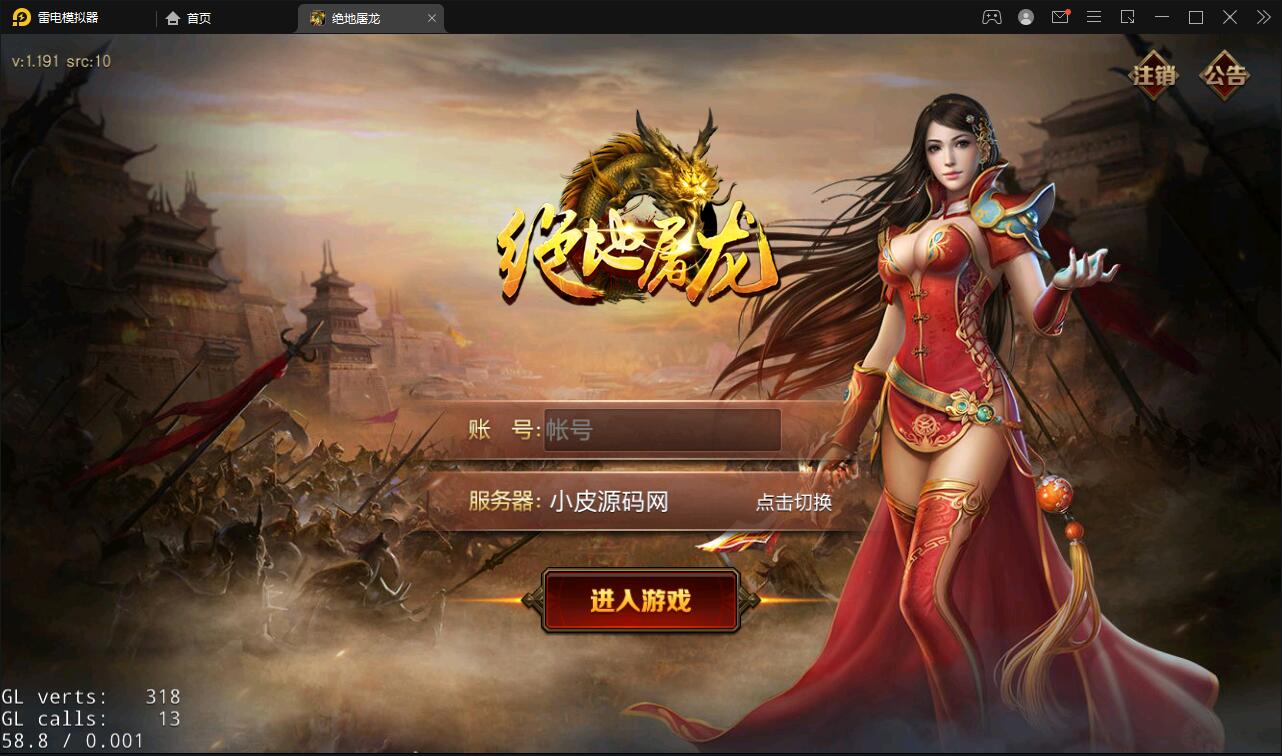 雷电模拟器
首页
绝地屠龙
v:1.191 src:10
注销
公告
绝地屠龙
账 号:帐号
服务器: 小皮源码网 点击切换
进入游戏
GL verts: 318
GL calls: 13
58.8 / 0.001